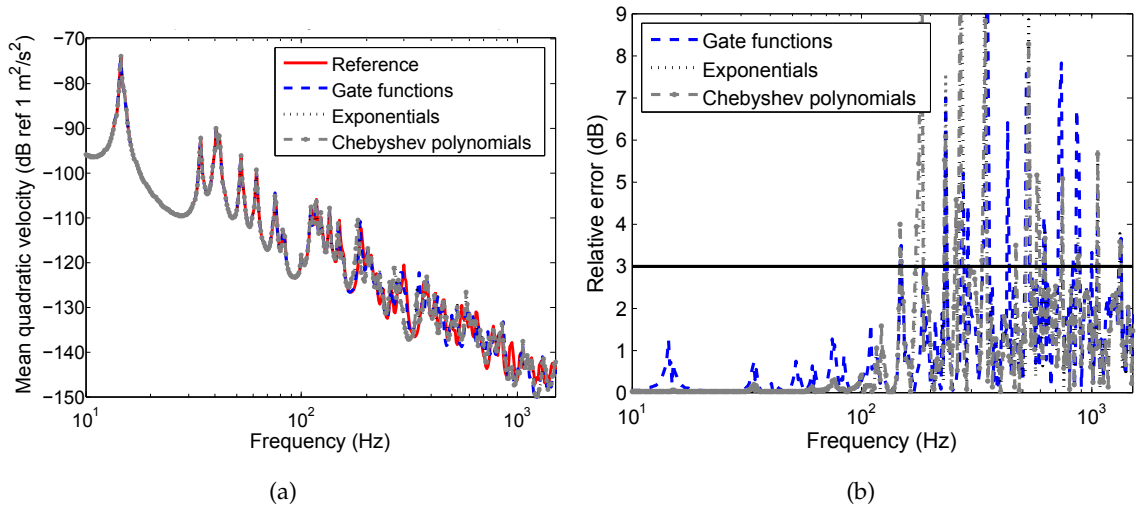 −70
−80
−90
−100
−110
−120
−130
−140
−150
Mean quadratic velocity (dB ref 1 m²/s²)
Reference
Gate functions
Exponentials
Chebyshev polynomials
10¹
10²
10³
Frequency (Hz)
(a)
9
8
7
6
5
4
3
2
1
0
Relative error (dB)
Gate functions
Exponentials
Chebyshev polynomials
10¹
10²
10³
Frequency (Hz)
(b)